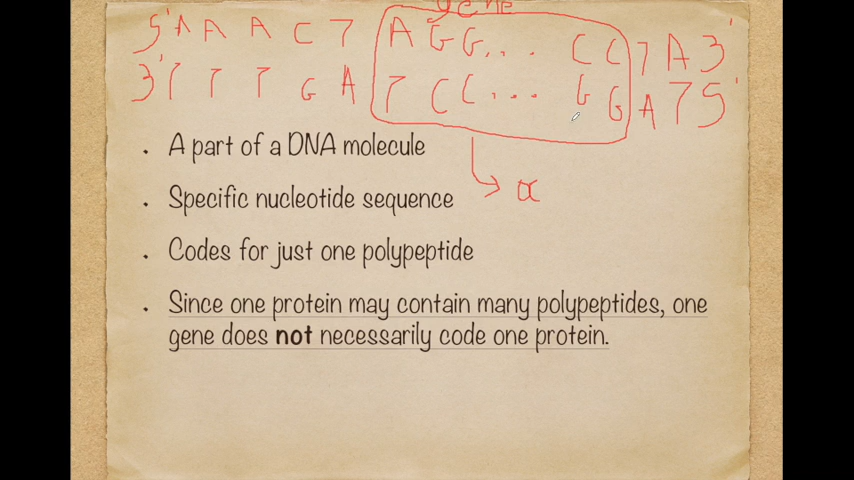 gene
5' A A A C T A G G... C C T A 3'
3' T T T G A T C C... G G A T 5'
. A part of a DNA molecule
α
. Specific nucleotide sequence
. Codes for just one polypeptide
. Since one protein may contain many polypeptides, one
gene does not necessarily code one protein.